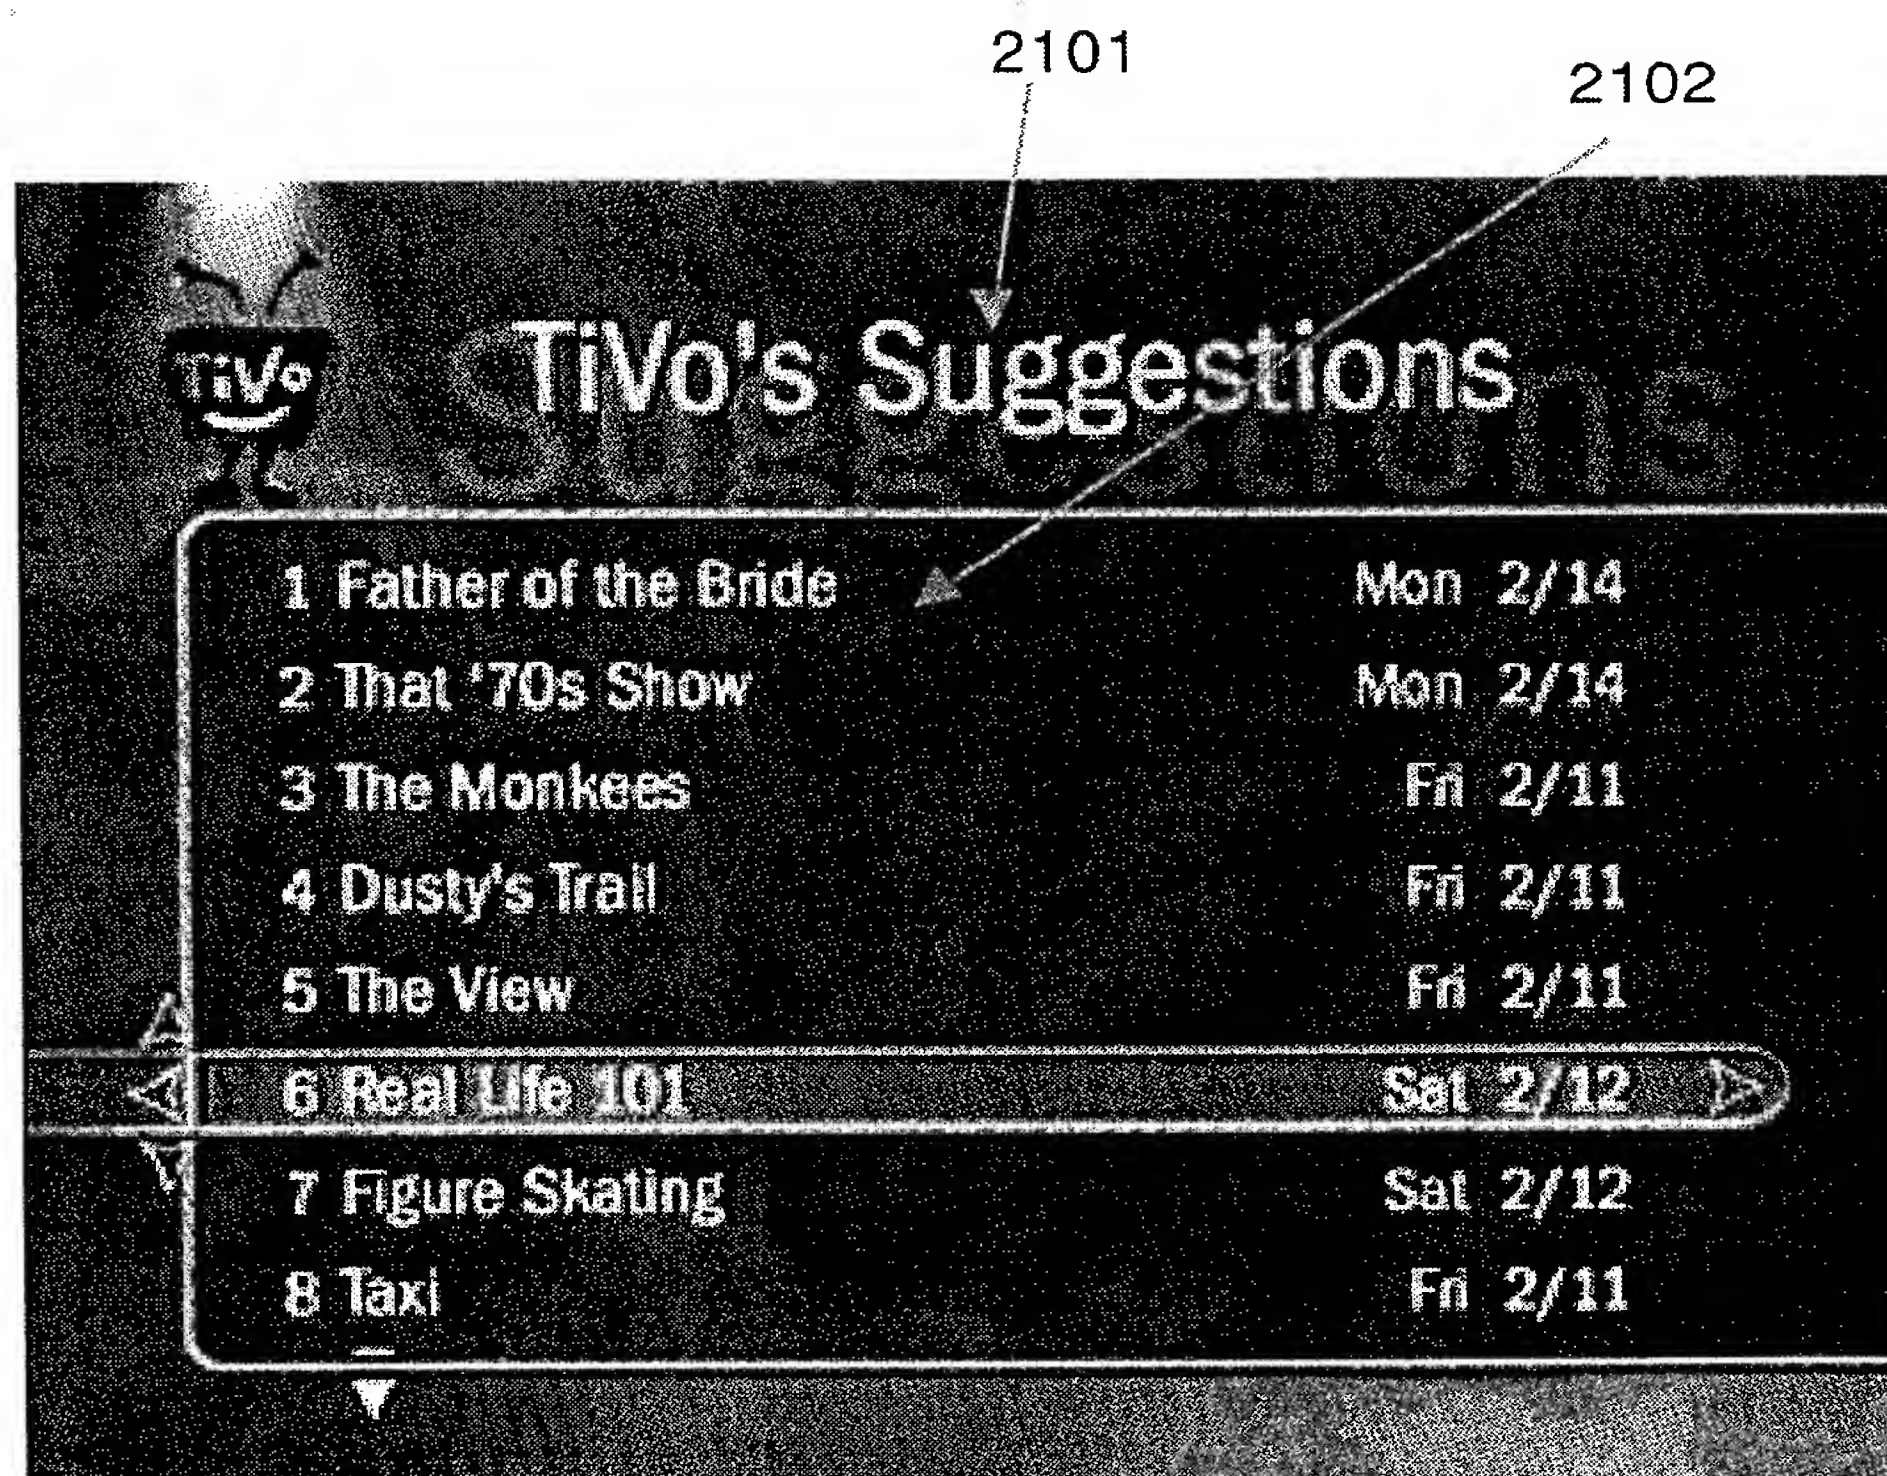 2101
2102
TiVo
TiVo's Suggestions
Suggestions
1 Father of the Bride Mon 2/14
2 That '70s Show Mon 2/14
3 The Monkees Fri 2/11
4 Dusty's Trail Fri 2/11
5 The View Fri 2/11
6 Real Life 101 Sat 2/12
7 Figure Skating Sat 2/12
8 Taxi Fri 2/11